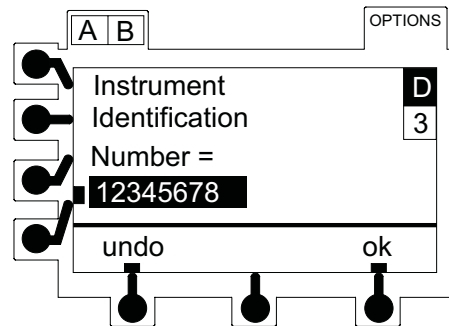 A B
OPTIONS
Instrument
D
Identification
3
Number =
12345678
undo
ok